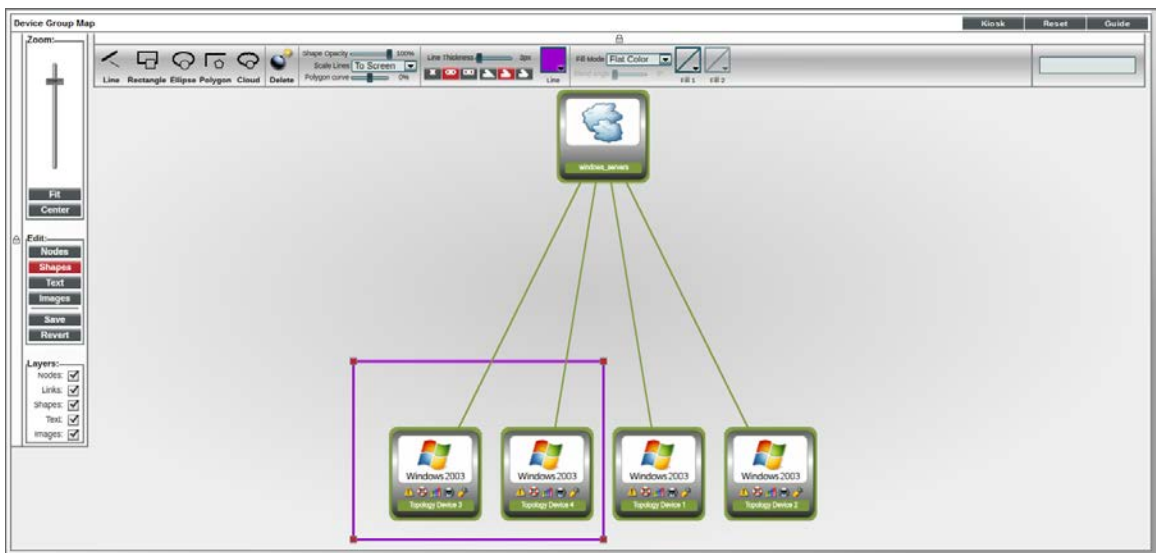 Device Group Map
Kiosk Reset Guide
Zoom:
Fit
Center
Edit:
Nodes
Shapes
Text
Images
Save
Revert
Layers:
Nodes:
Links:
Shapes:
Text:
Images:
Line Rectangle Ellipse Polygon Cloud Delete
Shape Opacity 100%
Scale Lines To Screen
Polygon curve 0%
Line Thickness 2px
Line
Fill Mode Flat Color
Fill 1 Fill 2
windows_servers
Windows 2003 Windows 2003 Windows 2003 Windows 2003
Topology Device 3 Topology Device 4 Topology Device 1 Topology Device 2